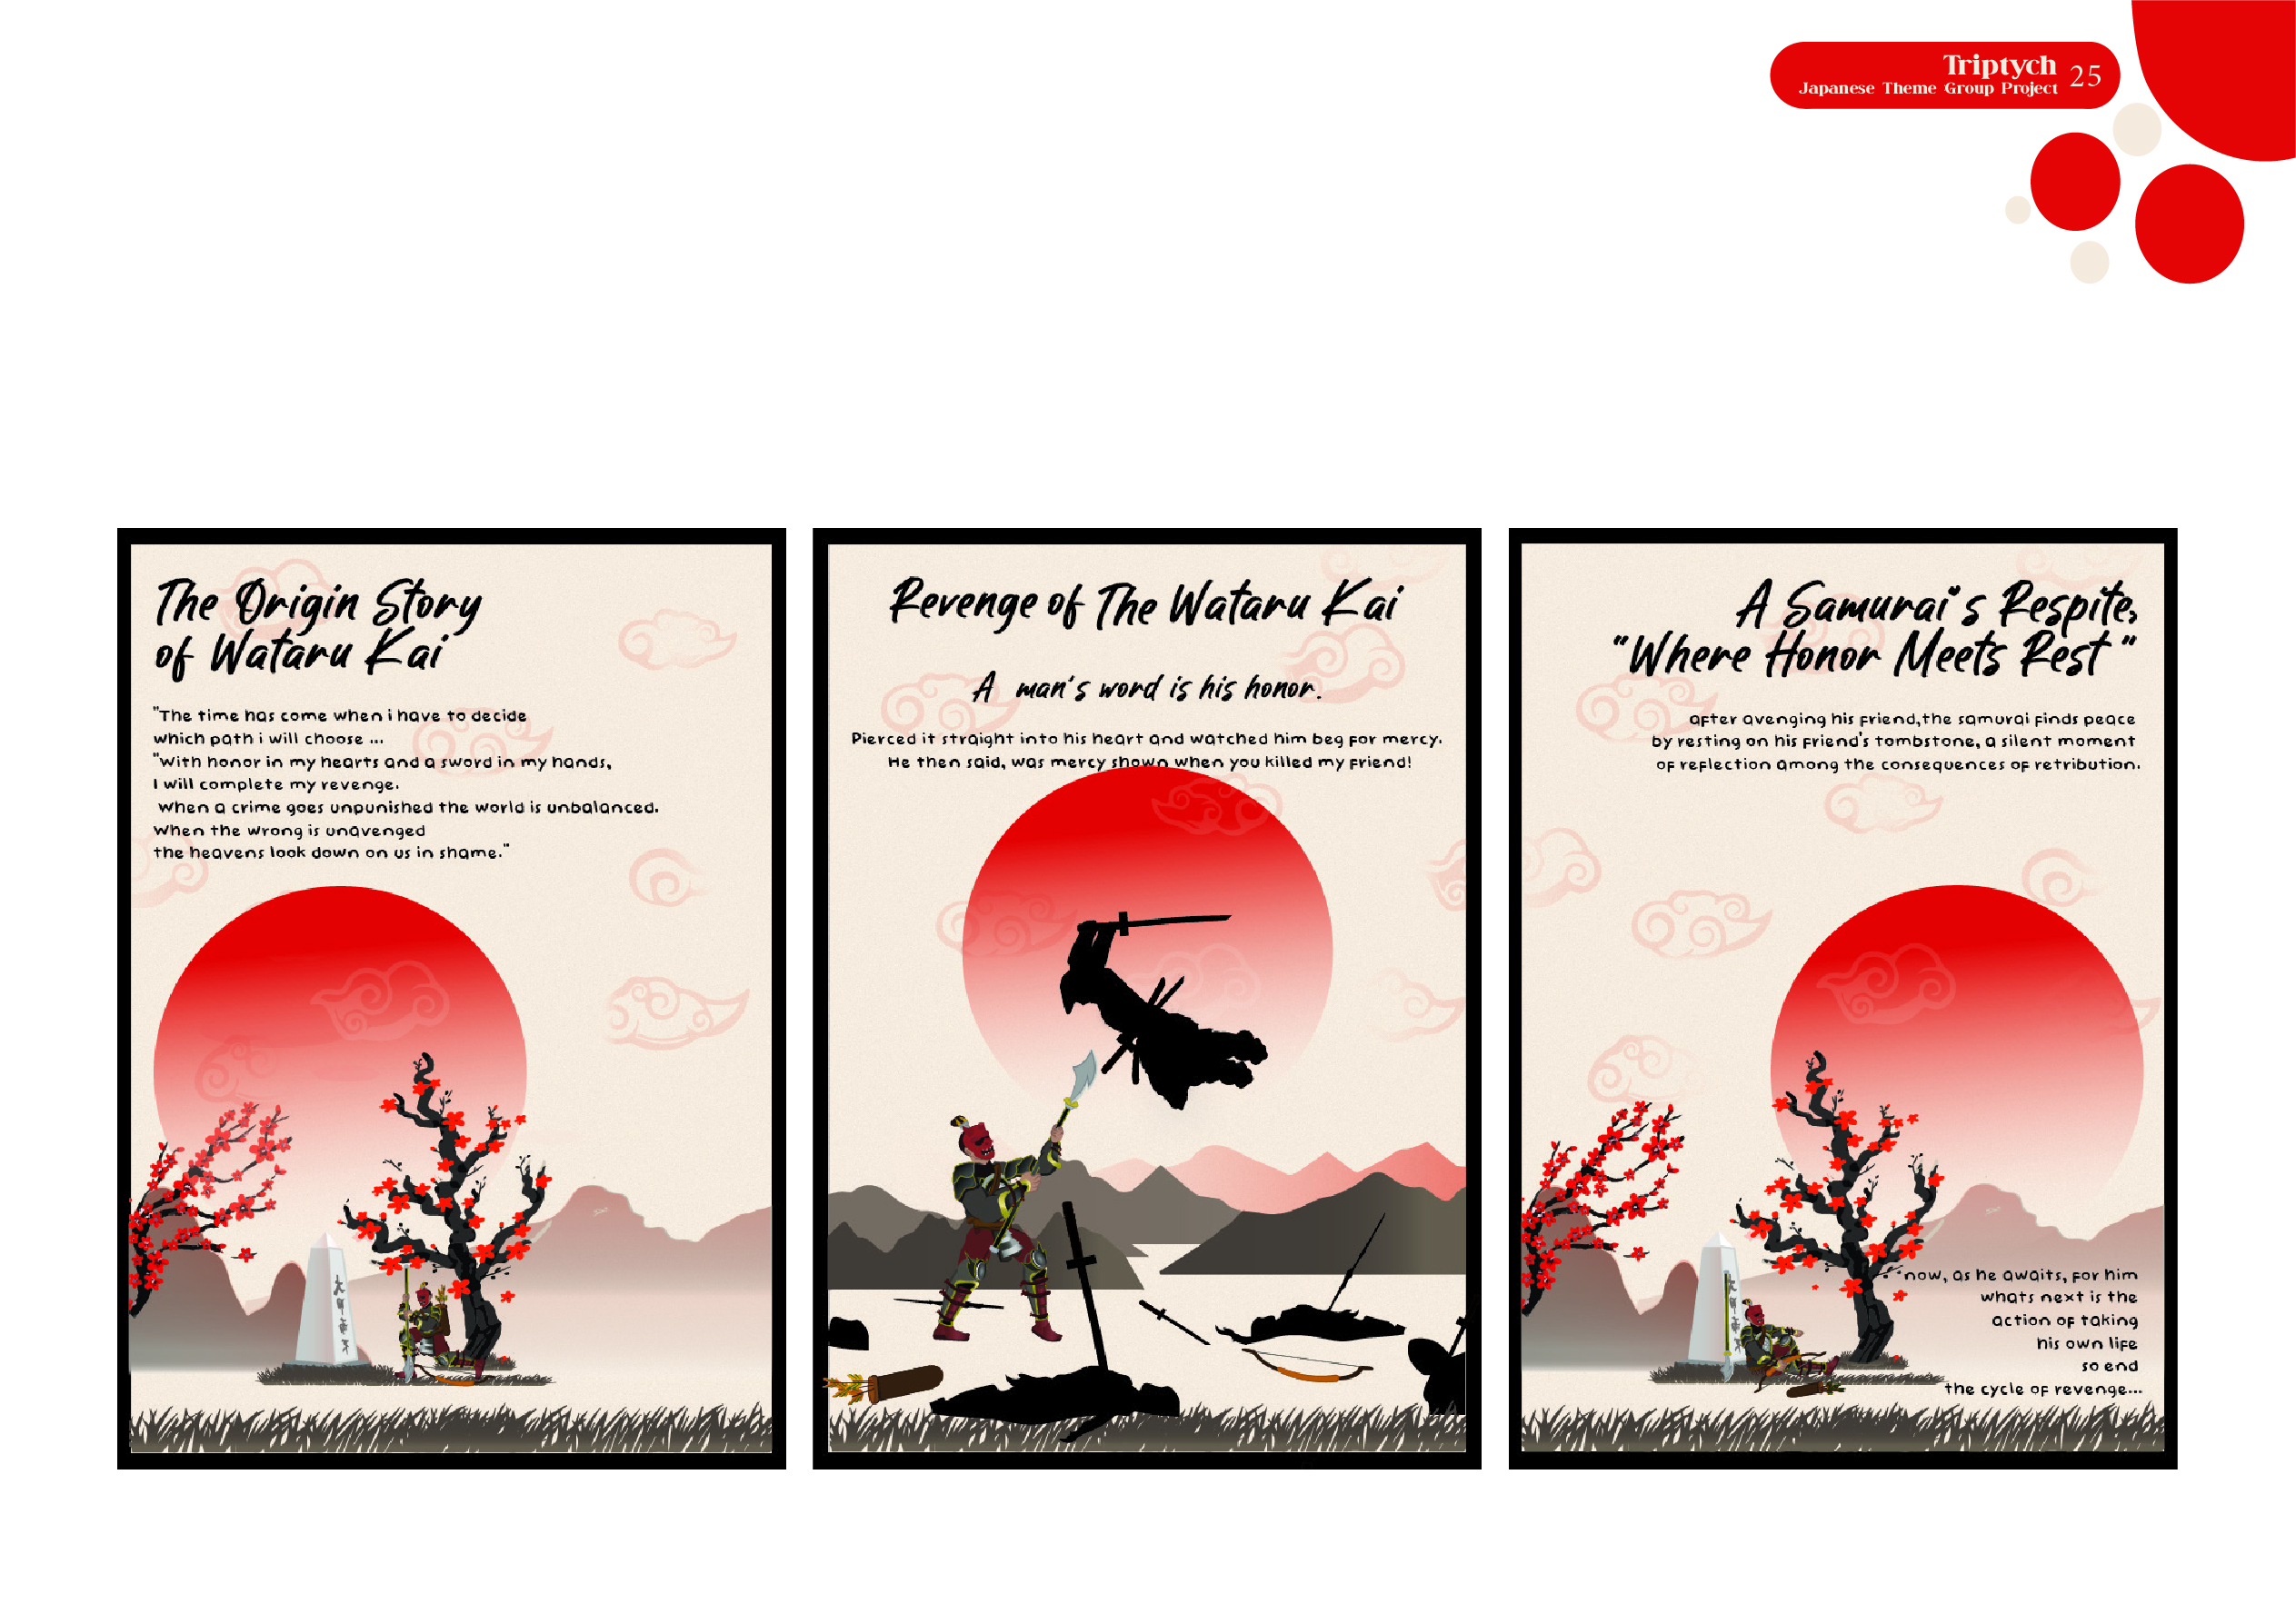 Triptych
Japanese Theme Group Project
25
The Origin Story
of Wataru Kai
"The time has come when i have to decide
which path i will choose ...
"with honor in my hearts and a sword in my hands,
I will complete my revenge.
when a crime goes unpunished the world is unbalanced.
when the wrong is unavenged
the heavens look down on us in shame."
Revenge of The Wataru Kai
A man's word is his honor.
Pierced it straight into his heart and watched him beg for mercy.
He then said, was mercy shown when you killed my friend!
A Samurai"s Respite,
"Where Honor Meets Rest "
after avenging his friend,the samurai finds peace
by resting on his friend's tombstone, a silent moment
of reflection among the consequences of retribution.
now, as he awaits, for him
whats next is the
action of taking
his own life
so end
the cycle of revenge...